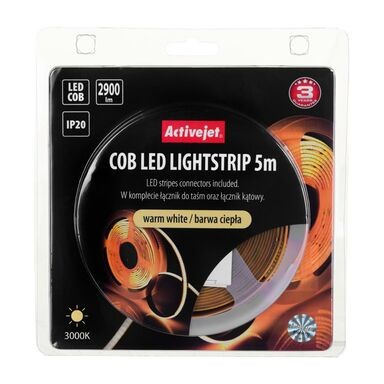 LED
COB
2900
lm
IP20
3
Activejet
COB LED LIGHTSTRIP 5m
LED stripes connectors included.
W komplecie łącznik do taśm oraz łącznik kątowy.
warm white / barwa ciepła
3000K